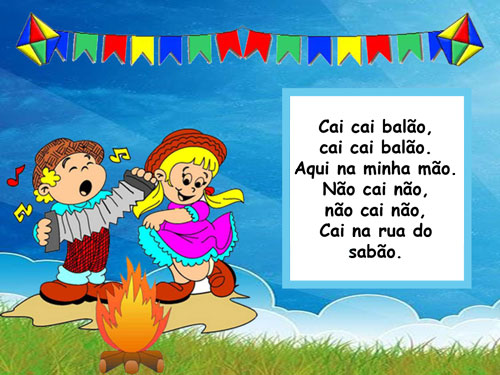 Cai cai balão,
cai cai balão.
Aqui na minha mão.
Não cai não,
não cai não,
Cai na rua do
sabão.